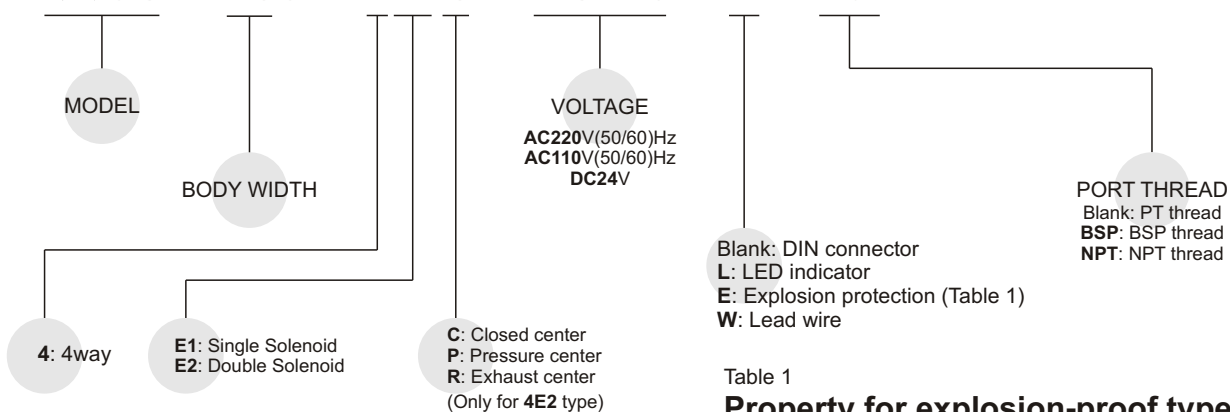 MODEL
BODY WIDTH
4: 4way
E1: Single Solenoid
E2: Double Solenoid
C: Closed center
P: Pressure center
R: Exhaust center
(Only for 4E2 type)
VOLTAGE
AC220V(50/60)Hz
AC110V(50/60)Hz
DC24V
Blank: DIN connector
L: LED indicator
E: Explosion protection (Table 1)
W: Lead wire
PORT THREAD
Blank: PT thread
BSP: BSP thread
NPT: NPT thread
Table 1
Property for explosion-proof type